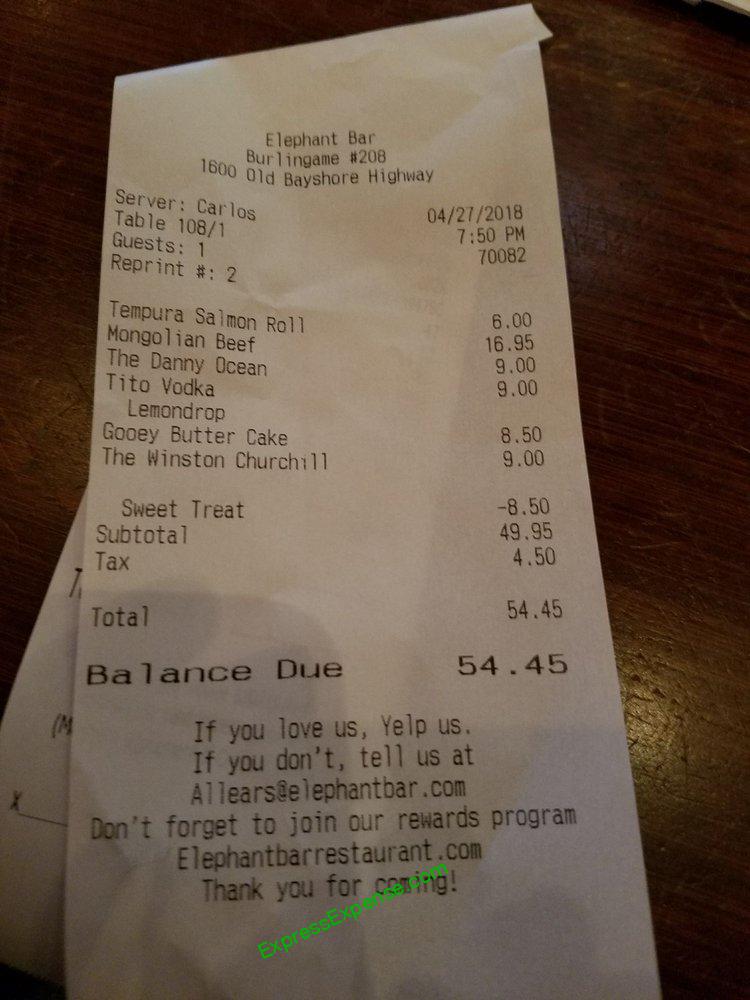 Elephant Bar
Burlingame #208
1600 Old Bayshore Highway
Server: Carlos 04/27/2018
Table 108/1 7:50 PM
Guests: 1 70082
Reprint #: 2
Tempura Salmon Roll 6.00
Mongolian Beef 16.95
The Danny Ocean 9.00
Tito Vodka 9.00
Lemondrop
Gooey Butter Cake 8.50
The Winston Churchill 9.00
Sweet Treat -8.50
Subtotal 49.95
Tax 4.50
Total 54.45
Balance Due 54.45
If you love us, Yelp us.
If you don't, tell us at
Allears@elephantbar.com
Don't forget to join our rewards program
Elephantbarrestaurant.com
Thank you for coming!
ExpressExpense.com
(M
X